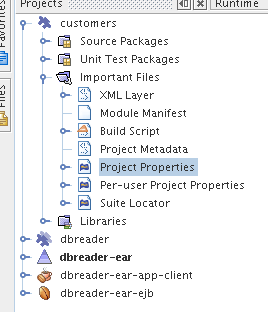 Projects
Runtime
Favorites
Files
customers
Source Packages
Unit Test Packages
Important Files
XML Layer
Module Manifest
Build Script
Project Metadata
Project Properties
Per-user Project Properties
Suite Locator
Libraries
dbreader
dbreader-ear
dbreader-ear-app-client
dbreader-ear-ejb